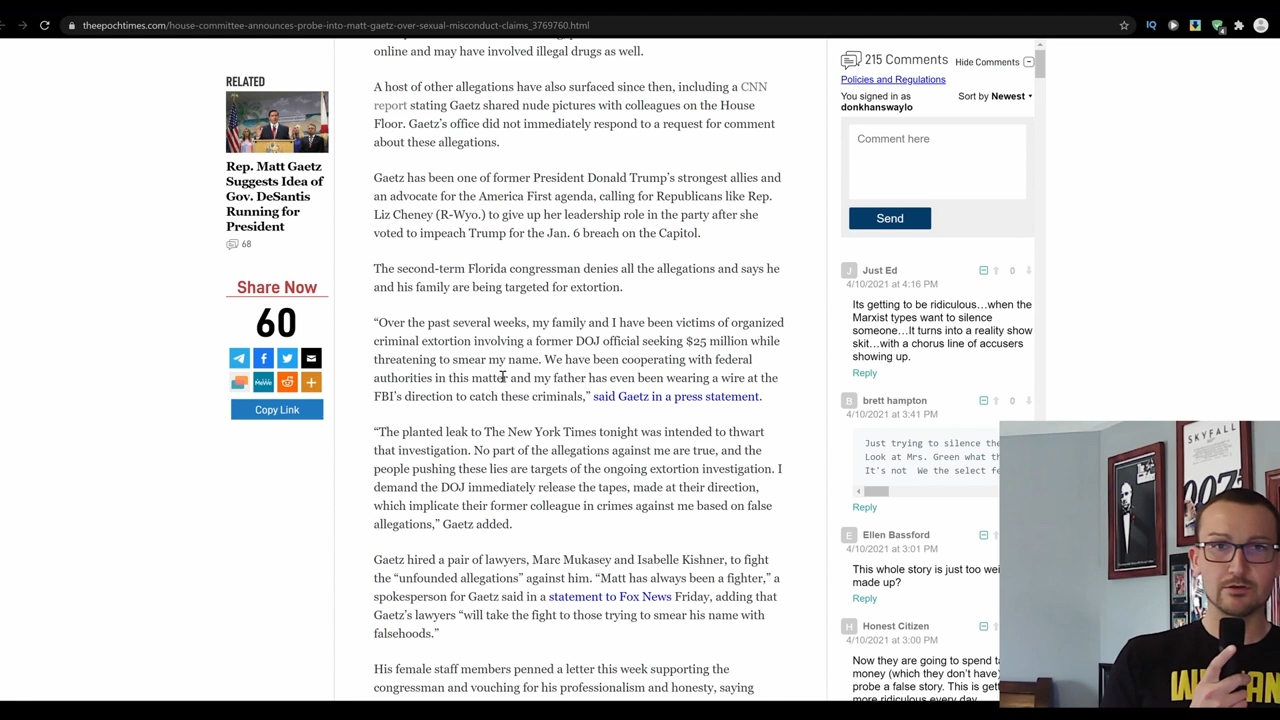 theepochtimes.com/house-committee-announces-probe-into-matt-gaetz-over-sexual-misconduct-claims_3769760.html
RELATED
Rep. Matt Gaetz
Suggests Idea of
Gov. DeSantis
Running for
President
68
Share Now
60
MeWe
Copy Link
online and may have involved illegal drugs as well.
A host of other allegations have also surfaced since then, including a CNN
report stating Gaetz shared nude pictures with colleagues on the House
Floor. Gaetz’s office did not immediately respond to a request for comment
about these allegations.
Gaetz has been one of former President Donald Trump’s strongest allies and
an advocate for the America First agenda, calling for Republicans like Rep.
Liz Cheney (R-Wyo.) to give up her leadership role in the party after she
voted to impeach Trump for the Jan. 6 breach on the Capitol.
The second-term Florida congressman denies all the allegations and says he
and his family are being targeted for extortion.
“Over the past several weeks, my family and I have been victims of organized
criminal extortion involving a former DOJ official seeking $25 million while
threatening to smear my name. We have been cooperating with federal
authorities in this matter and my father has even been wearing a wire at the
FBI’s direction to catch these criminals,” said Gaetz in a press statement.
“The planted leak to The New York Times tonight was intended to thwart
that investigation. No part of the allegations against me are true, and the
people pushing these lies are targets of the ongoing extortion investigation. I
demand the DOJ immediately release the tapes, made at their direction,
which implicate their former colleague in crimes against me based on false
allegations,” Gaetz added.
Gaetz hired a pair of lawyers, Marc Mukasey and Isabelle Kishner, to fight
the “unfounded allegations” against him. “Matt has always been a fighter,” a
spokesperson for Gaetz said in a statement to Fox News Friday, adding that
Gaetz’s lawyers “will take the fight to those trying to smear his name with
falsehoods.”
His female staff members penned a letter this week supporting the
congressman and vouching for his professionalism and honesty, saying
215 Comments
Hide Comments
Policies and Regulations
You signed in as
donkhanswaylo
Sort by Newest
Comment here
Send
J
Just Ed
0
4/10/2021 at 4:16 PM
Its getting to be ridiculous…when the
Marxist types want to silence
someone…It turns into a reality show
skit…with a chorus line of accusers
showing up.
Reply
B
brett hampton
0
4/10/2021 at 3:41 PM
Just trying to silence the
Look at Mrs. Green what th
It's not We the select fe
Reply
E
Ellen Bassford
4/10/2021 at 3:01 PM
This whole story is just too wei
made up?
Reply
H
Honest Citizen
4/10/2021 at 3:00 PM
Now they are going to spend ta
money (which they don't have)
probe a false story. This is gett
more ridiculous every day
SKYFALL
007